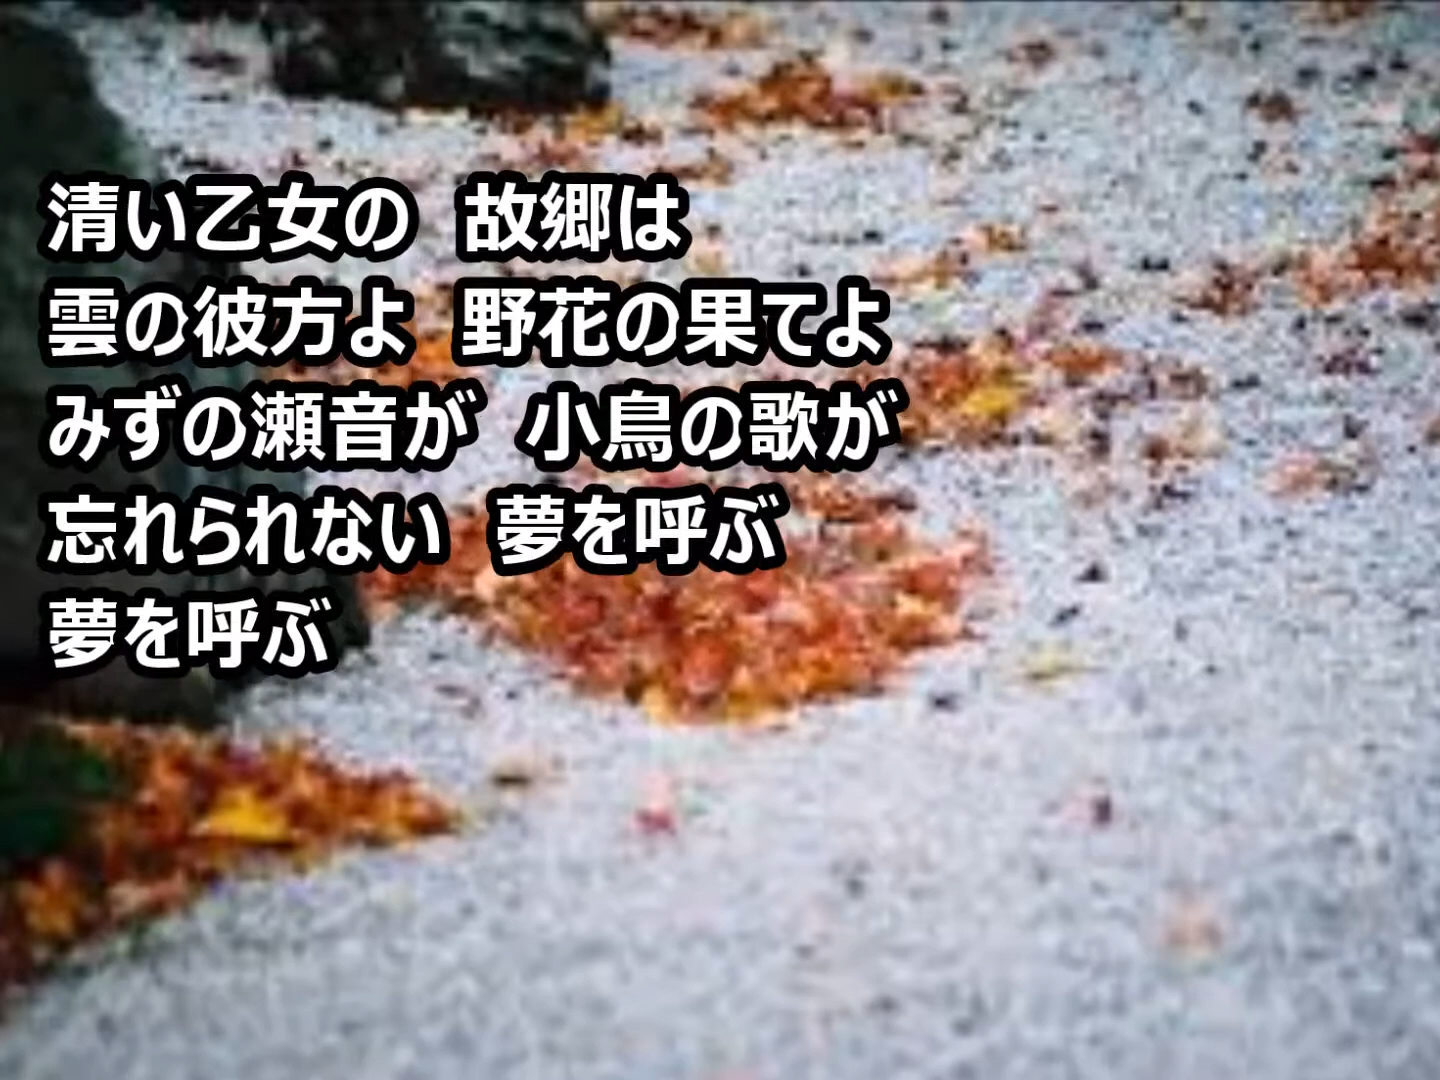 清い乙女の　故郷は
雲の彼方よ　野花の果てよ
みずの瀬音が　小鳥の歌が
忘れられない　夢を呼ぶ
夢を呼ぶ